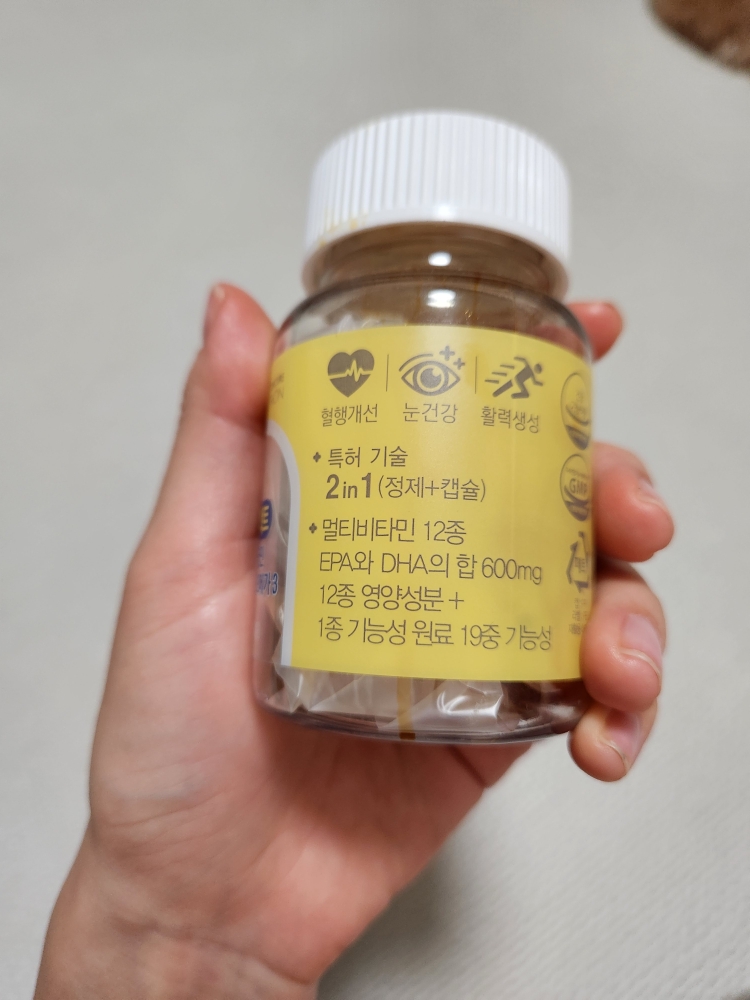 혈행개선
눈건강
활력생성
특허 기술
2in1(정제+캡슐)
멀티비타민 12종
EPA와 DHA의 합 600mg
12종 영양성분 +
1종 기능성 원료 19중 기능성
GMP